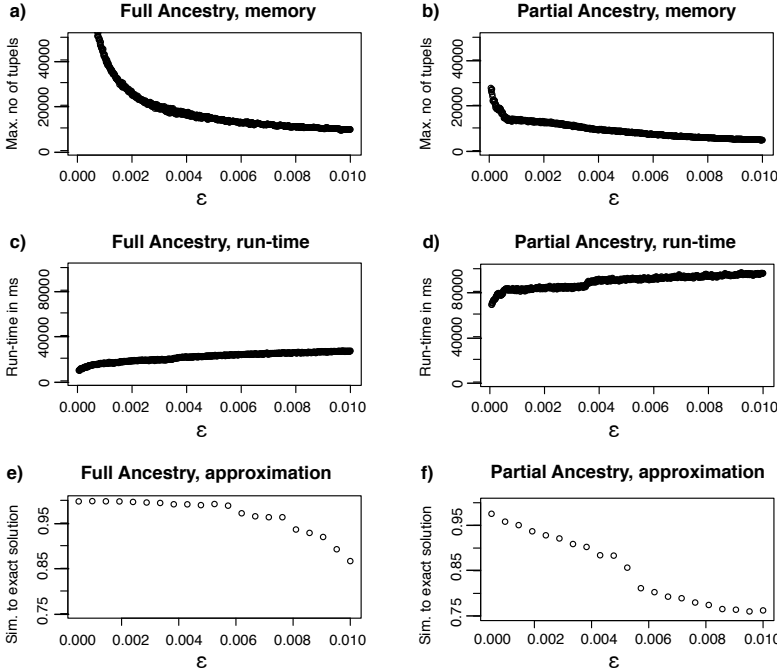 a) Full Ancestry, memory
Max. no of tupels
0 20000 40000
0.000 0.002 0.004 0.006 0.008 0.010
ε
b) Partial Ancestry, memory
Max. no of tupels
0 20000 40000
0.000 0.002 0.004 0.006 0.008 0.010
ε
c) Full Ancestry, run-time
Run-time in ms
0 40000 80000
0.000 0.002 0.004 0.006 0.008 0.010
ε
d) Partial Ancestry, run-time
Run-time in ms
0 40000 80000
0.000 0.002 0.004 0.006 0.008 0.010
ε
e) Full Ancestry, approximation
Sim. to exact solution
0.75 0.85 0.95
0.000 0.002 0.004 0.006 0.008 0.010
ε
f) Partial Ancestry, approximation
Sim. to exact solution
0.75 0.85 0.95
0.000 0.002 0.004 0.006 0.008 0.010
ε